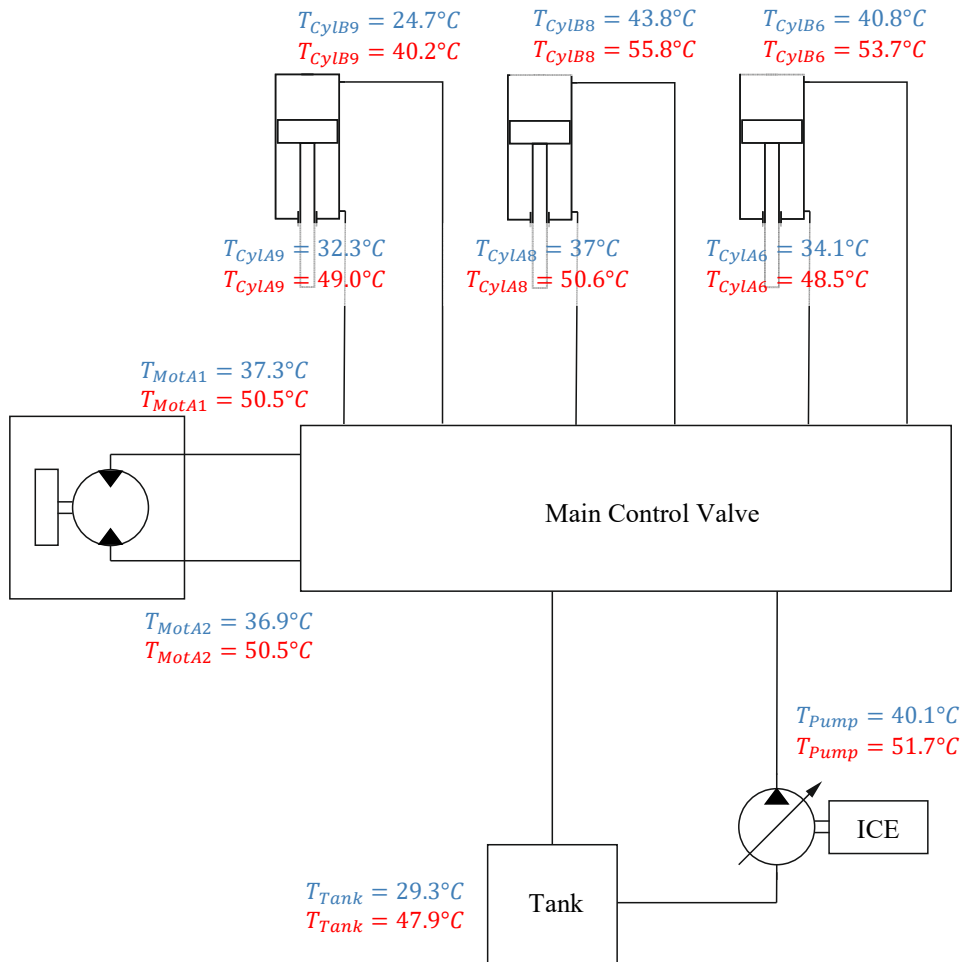 T_CylB9 = 24.7°C
T_CylB9 = 40.2°C
T_CylB8 = 43.8°C
T_CylB8 = 55.8°C
T_CylB6 = 40.8°C
T_CylB6 = 53.7°C
T_CylA9 = 32.3°C
T_CylA9 = 49.0°C
T_CylA8 = 37°C
T_CylA8 = 50.6°C
T_CylA6 = 34.1°C
T_CylA6 = 48.5°C
T_MotA1 = 37.3°C
T_MotA1 = 50.5°C
Main Control Valve
T_MotA2 = 36.9°C
T_MotA2 = 50.5°C
T_Pump = 40.1°C
T_Pump = 51.7°C
ICE
T_Tank = 29.3°C
T_Tank = 47.9°C
Tank